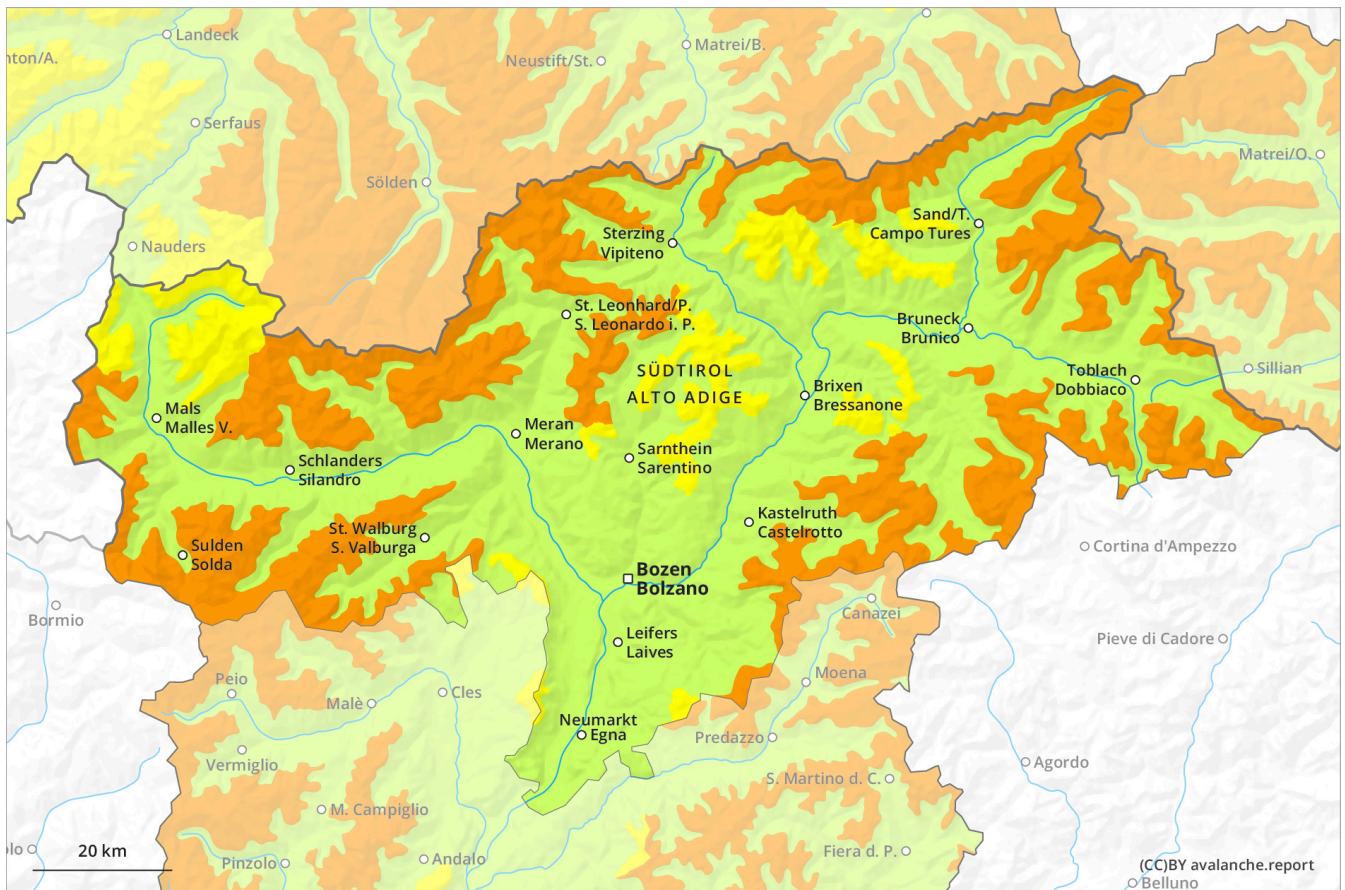 Landeck
nton/A.
Matrei/B.
Neustift/St.
Serfaus
Matrei/O.
Sölden
Nauders
Sand/T.
Campo Tures
Sterzing
Vipiteno
St. Leonhard/P.
S. Leonardo i. P.
Bruneck
Brunico
SÜDTIROL
ALTO ADIGE
Toblach
Dobbiaco
Sillian
Brixen
Bressanone
Mals
Malles V.
Meran
Merano
Sarnthein
Sarentino
Schlanders
Silandro
Kastelruth
Castelrotto
St. Walburg
S. Valburga
Sulden
Solda
Cortina d'Ampezzo
Bozen
Bolzano
Bormio
Canazei
Leifers
Laives
Pieve di Cadore
Peio
Moena
Malè
Cles
Neumarkt
Egna
Predazzo
Vermiglio
Agordo
S. Martino d. C.
M. Campiglio
20 km
olo
Pinzolo
Andalo
Fiera d. P.
(CC)BY avalanche.report
Belluno